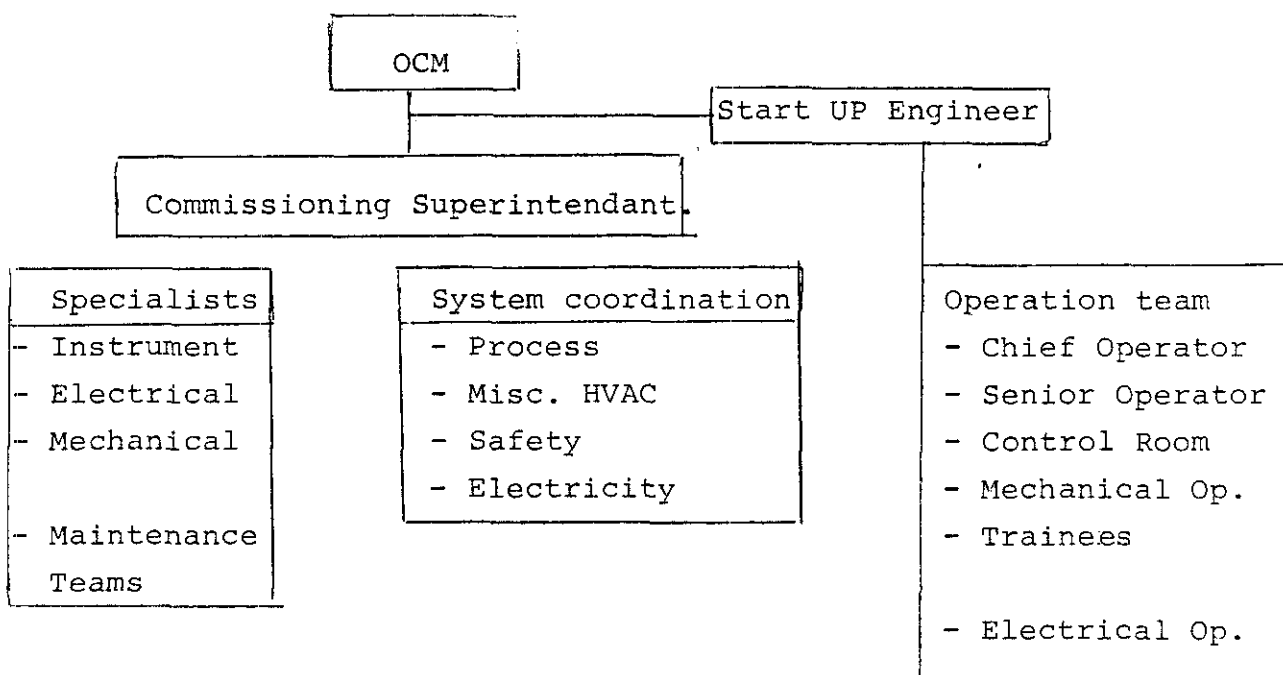 OCM
Start UP Engineer
Commissioning Superintendant.
Specialists
- Instrument
- Electrical
- Mechanical
- Maintenance
Teams
System coordination
- Process
- Misc. HVAC
- Safety
- Electricity
Operation team
- Chief Operator
- Senior Operator
- Control Room
- Mechanical Op.
- Trainees
- Electrical Op.